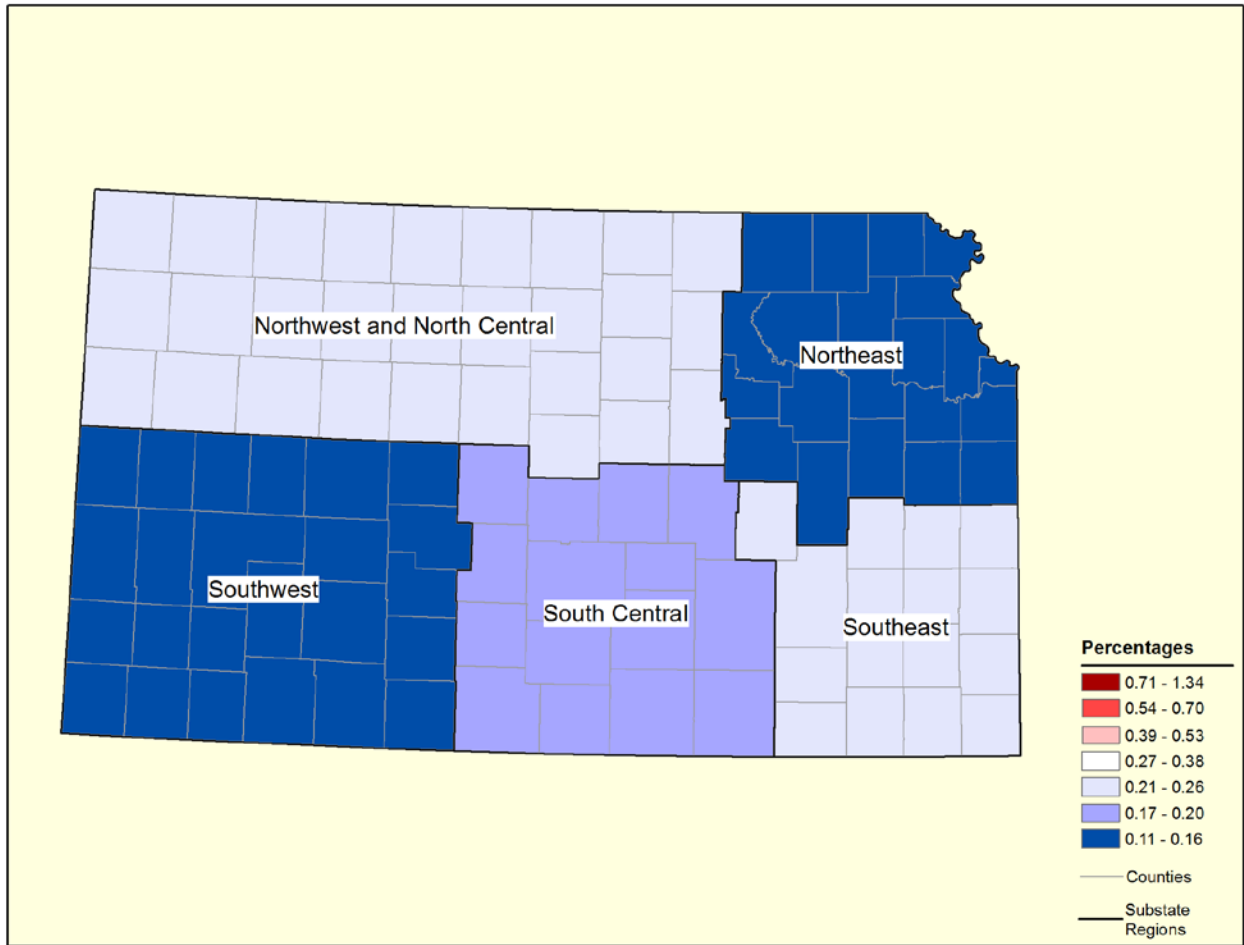 Northwest and North Central
Northeast
Southwest
South Central
Southeast
Percentages
0.71 - 1.34
0.54 - 0.70
0.39 - 0.53
0.27 - 0.38
0.21 - 0.26
0.17 - 0.20
0.11 - 0.16
Counties
Substate
Regions